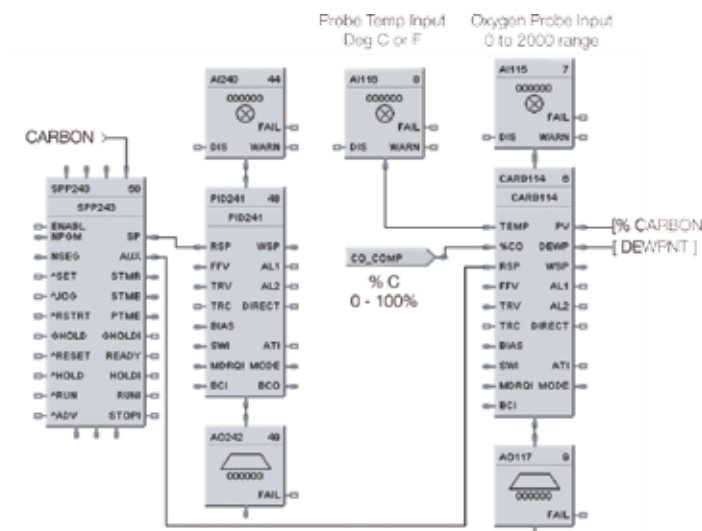 Probe Temp Input
Deg C or F
Oxygen Probe Input
0 to 2000 range
AI240 44
000000
FAIL
DIS WARN
AI116 9
000000
FAIL
DIS WARN
AI115 7
000000
FAIL
DIS WARN
CARBON
SPP243 50
SPP243
ENABL
NPGM SP
NSEG AUX
^SET STMR
^JOG STME
^RSTRT PTME
GHOLD GHOLDI
^RESET READY
^HOLD HOLDI
^RUN RUNI
^ADV STOPI
PID241 48
PID241
RSP WSP
FFV AL1
TRV AL2
TRC DIRECT
BIAS
SWI ATI
MDRQI MODE
BCI BCO
AO242 49
000000
FAIL
CO_COMP
% C
0 - 100%
CARB114 6
CARB114
TEMP PV
%CO DEWP
RSP WSP
FFV AL1
TRV AL2
TRC DIRECT
BIAS
SWI ATI
MDRQI MODE
BCI
[% CARBON
[ DEWPNT ]
AO117
000000
FAIL